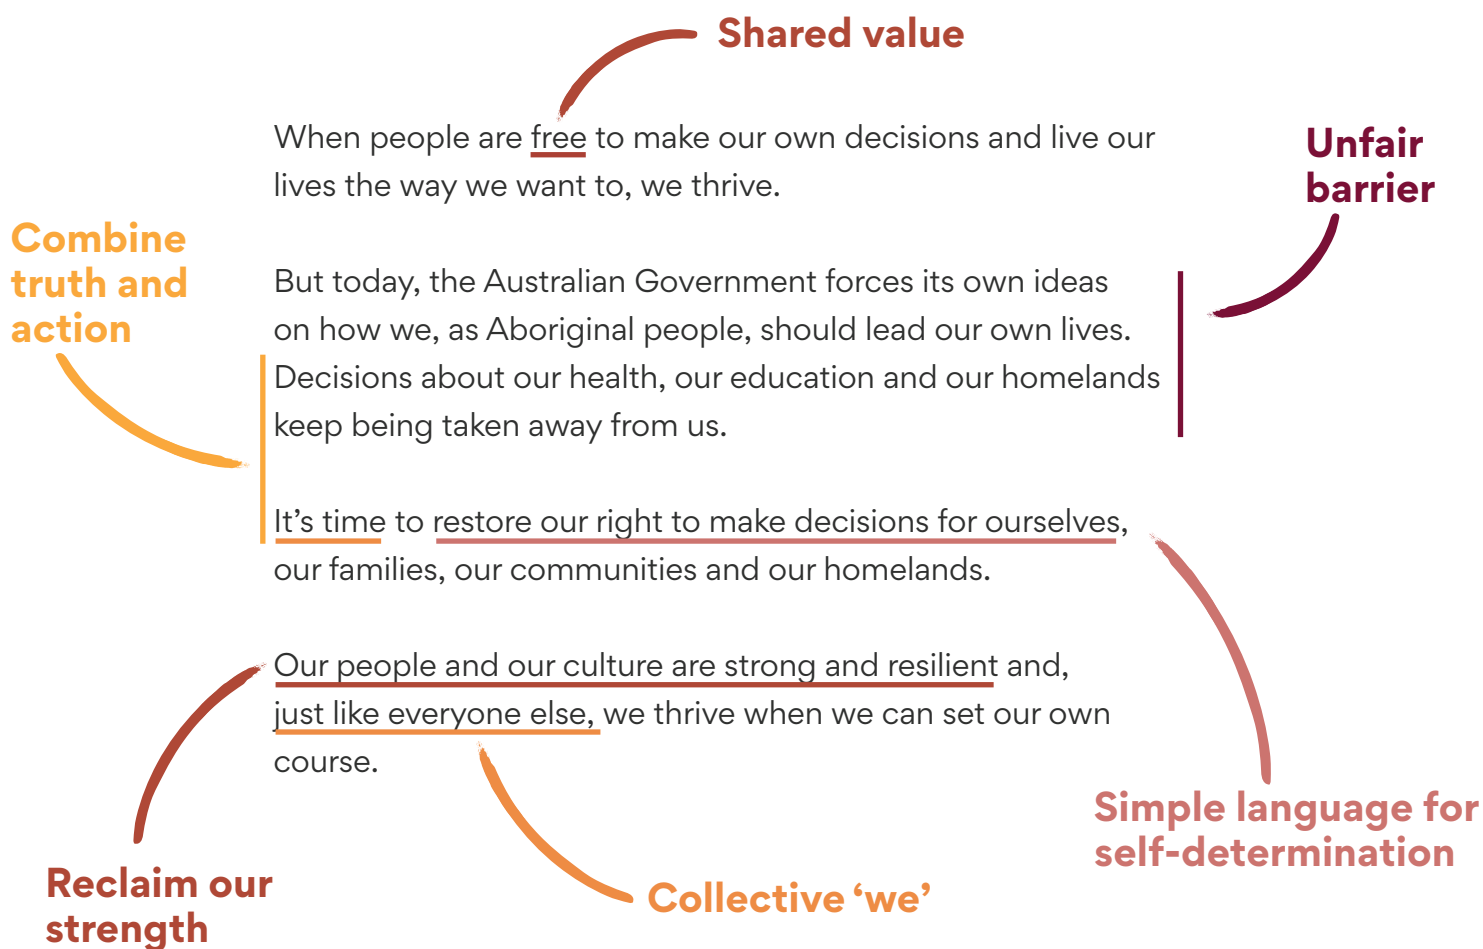 Shared value
When people are free to make our own decisions and live our
lives the way we want to, we thrive.
Unfair
barrier
Combine
truth and
action
But today, the Australian Government forces its own ideas
on how we, as Aboriginal people, should lead our own lives.
Decisions about our health, our education and our homelands
keep being taken away from us.
It’s time to restore our right to make decisions for ourselves,
our families, our communities and our homelands.
Our people and our culture are strong and resilient and,
just like everyone else, we thrive when we can set our own
course.
Simple language for
self-determination
Reclaim our
strength
Collective ‘we’